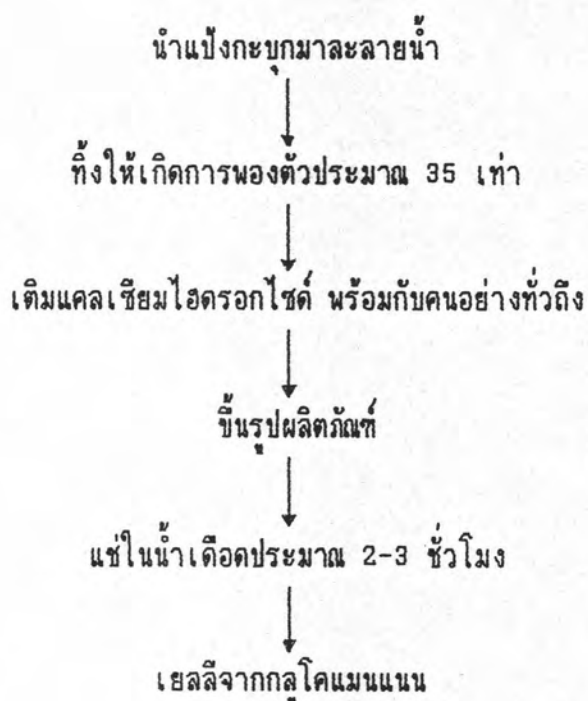 นำแป้งกะบุกมาละลายน้ำ
ทิ้งให้เกิดการพองตัวประมาณ 35 เท่า
เติมแคลเซียมไฮดรอกไซด์ พร้อมกับคนอย่างทั่วถึง
ขึ้นรูปผลิตภัณฑ์
แช่ในน้ำเดือดประมาณ 2-3 ชั่วโมง
เยลลีจากกลูโคแมนแนน